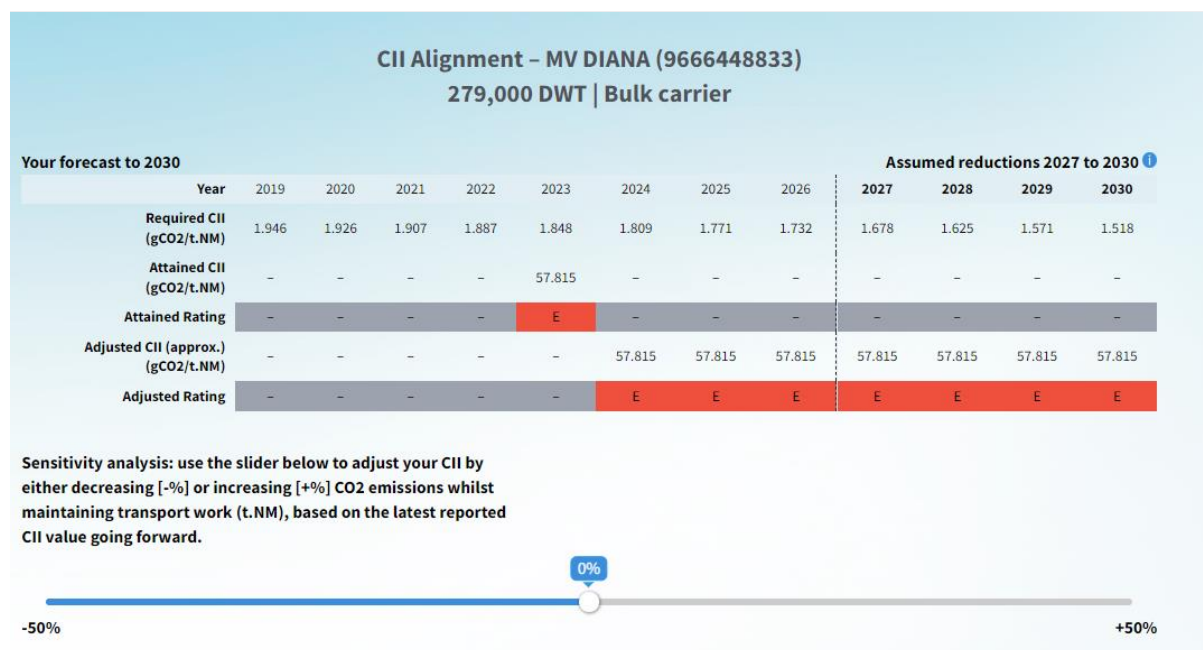 CII Alignment – MV DIANA (9666448833)
279,000 DWT | Bulk carrier
Your forecast to 2030
Assumed reductions 2027 to 2030 i
Year 2019 2020 2021 2022 2023 2024 2025 2026 2027 2028 2029 2030
Required CII
(gCO2/t.NM) 1.946 1.926 1.907 1.887 1.848 1.809 1.771 1.732 1.678 1.625 1.571 1.518
Attained CII
(gCO2/t.NM) – – – – 57.815 – – – – – – –
Attained Rating – – – – E – – – – – – –
Adjusted CII (approx.)
(gCO2/t.NM) – – – – – 57.815 57.815 57.815 57.815 57.815 57.815 57.815
Adjusted Rating – – – – – E E E E E E E
Sensitivity analysis: use the slider below to adjust your CII by
either decreasing [-%] or increasing [+%] CO2 emissions whilst
maintaining transport work (t.NM), based on the latest reported
CII value going forward.
0%
-50% +50%